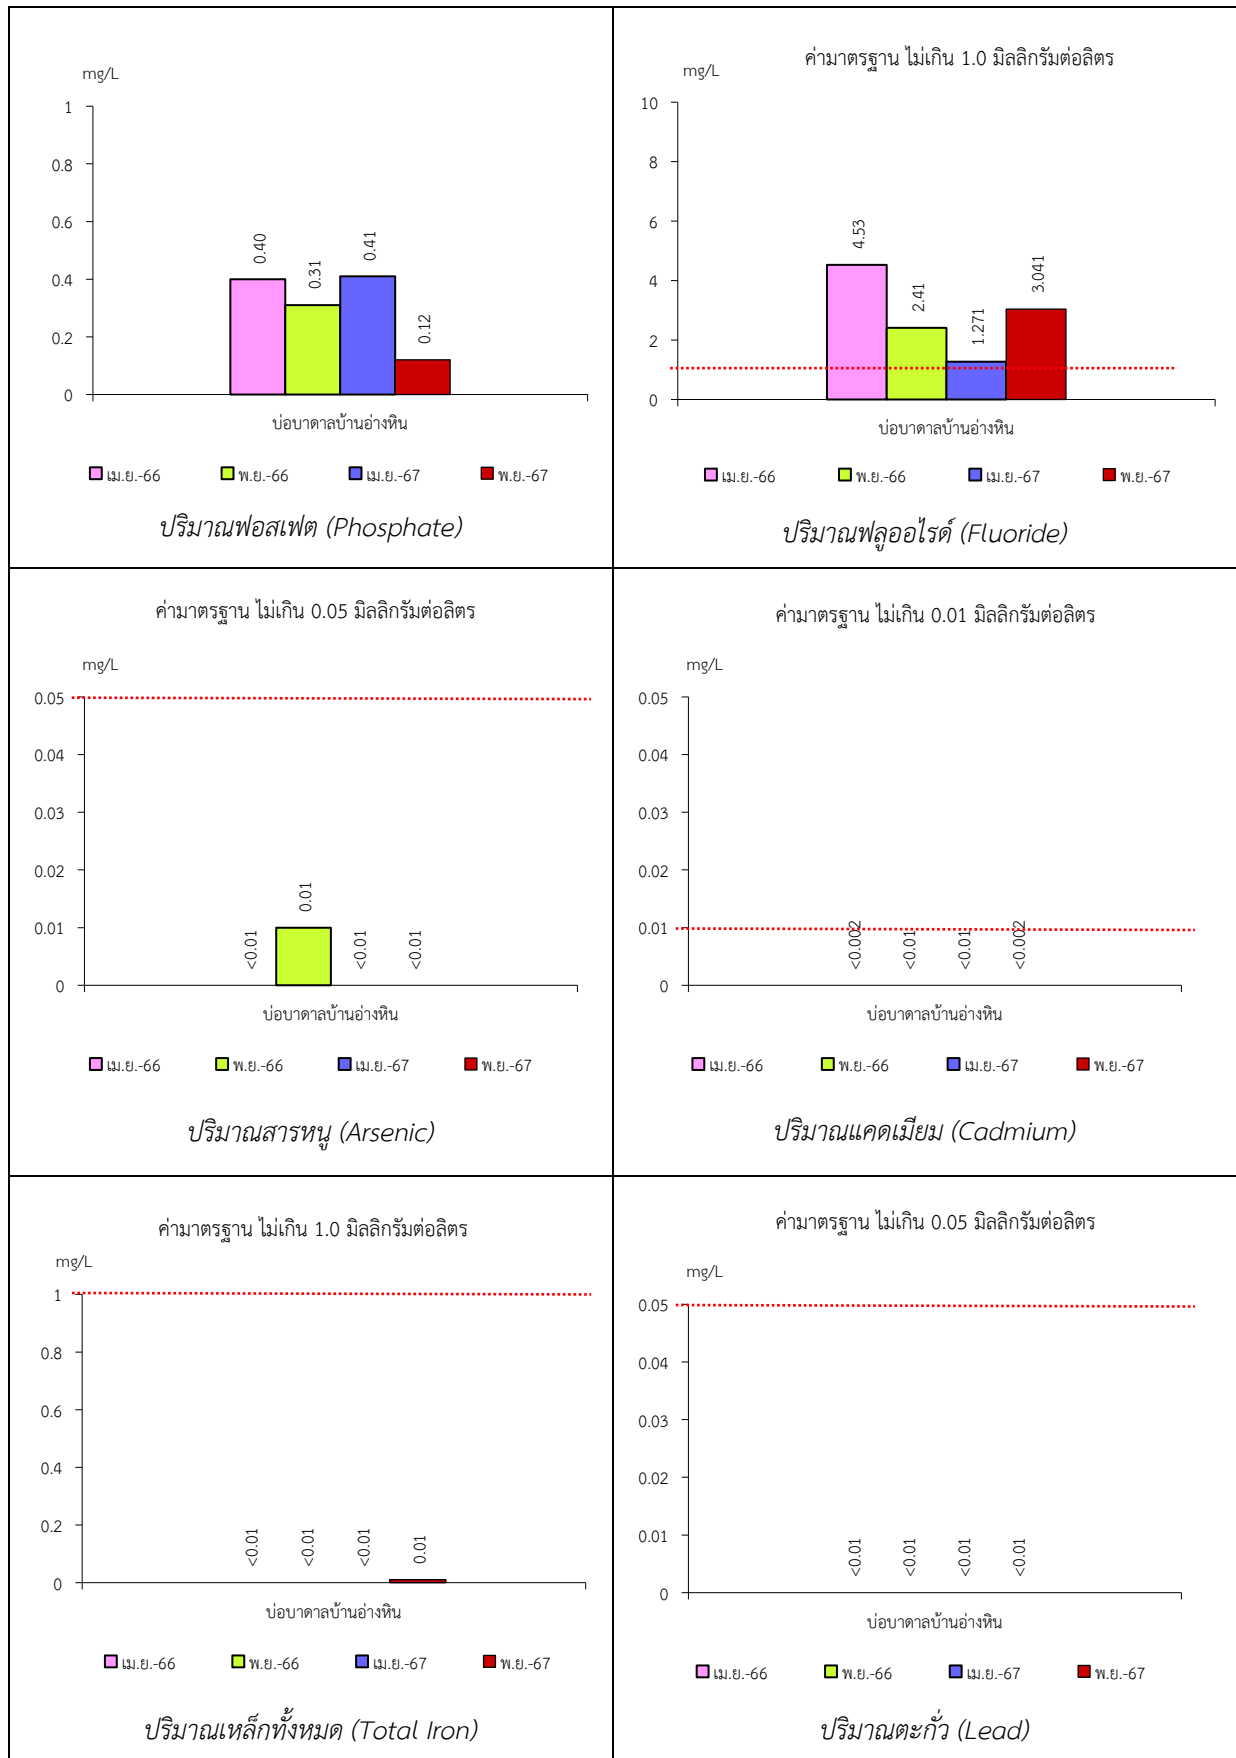 mg/L
1
0.8
0.6
0.4
0.2
0
0.40
0.31
0.41
0.12
บ่อบาดาลบ้านอ่างหิน
เม.ย.-66 พ.ย.-66 เม.ย.-67 พ.ย.-67
ปริมาณฟอสเฟต (Phosphate)
ค่ามาตรฐาน ไม่เกิน 1.0 มิลลิกรัมต่อลิตร
mg/L
10
8
6
4
2
0
4.53
2.41
1.271
3.041
บ่อบาดาลบ้านอ่างหิน
เม.ย.-66 พ.ย.-66 เม.ย.-67 พ.ย.-67
ปริมาณฟลูออไรด์ (Fluoride)
ค่ามาตรฐาน ไม่เกิน 0.05 มิลลิกรัมต่อลิตร
mg/L
0.05
0.04
0.03
0.02
0.01
0
<0.01
0.01
<0.01
<0.01
บ่อบาดาลบ้านอ่างหิน
เม.ย.-66 พ.ย.-66 เม.ย.-67 พ.ย.-67
ปริมาณสารหนู (Arsenic)
ค่ามาตรฐาน ไม่เกิน 0.01 มิลลิกรัมต่อลิตร
mg/L
0.05
0.04
0.03
0.02
0.01
0
<0.002
<0.01
<0.01
<0.002
บ่อบาดาลบ้านอ่างหิน
เม.ย.-66 พ.ย.-66 เม.ย.-67 พ.ย.-67
ปริมาณแคดเมียม (Cadmium)
ค่ามาตรฐาน ไม่เกิน 1.0 มิลลิกรัมต่อลิตร
mg/L
1
0.8
0.6
0.4
0.2
0
<0.01
<0.01
<0.01
0.01
บ่อบาดาลบ้านอ่างหิน
เม.ย.-66 พ.ย.-66 เม.ย.-67 พ.ย.-67
ปริมาณเหล็กทั้งหมด (Total Iron)
ค่ามาตรฐาน ไม่เกิน 0.05 มิลลิกรัมต่อลิตร
mg/L
0.05
0.04
0.03
0.02
0.01
0
<0.01
<0.01
<0.01
<0.01
บ่อบาดาลบ้านอ่างหิน
เม.ย.-66 พ.ย.-66 เม.ย.-67 พ.ย.-67
ปริมาณตะกั่ว (Lead)